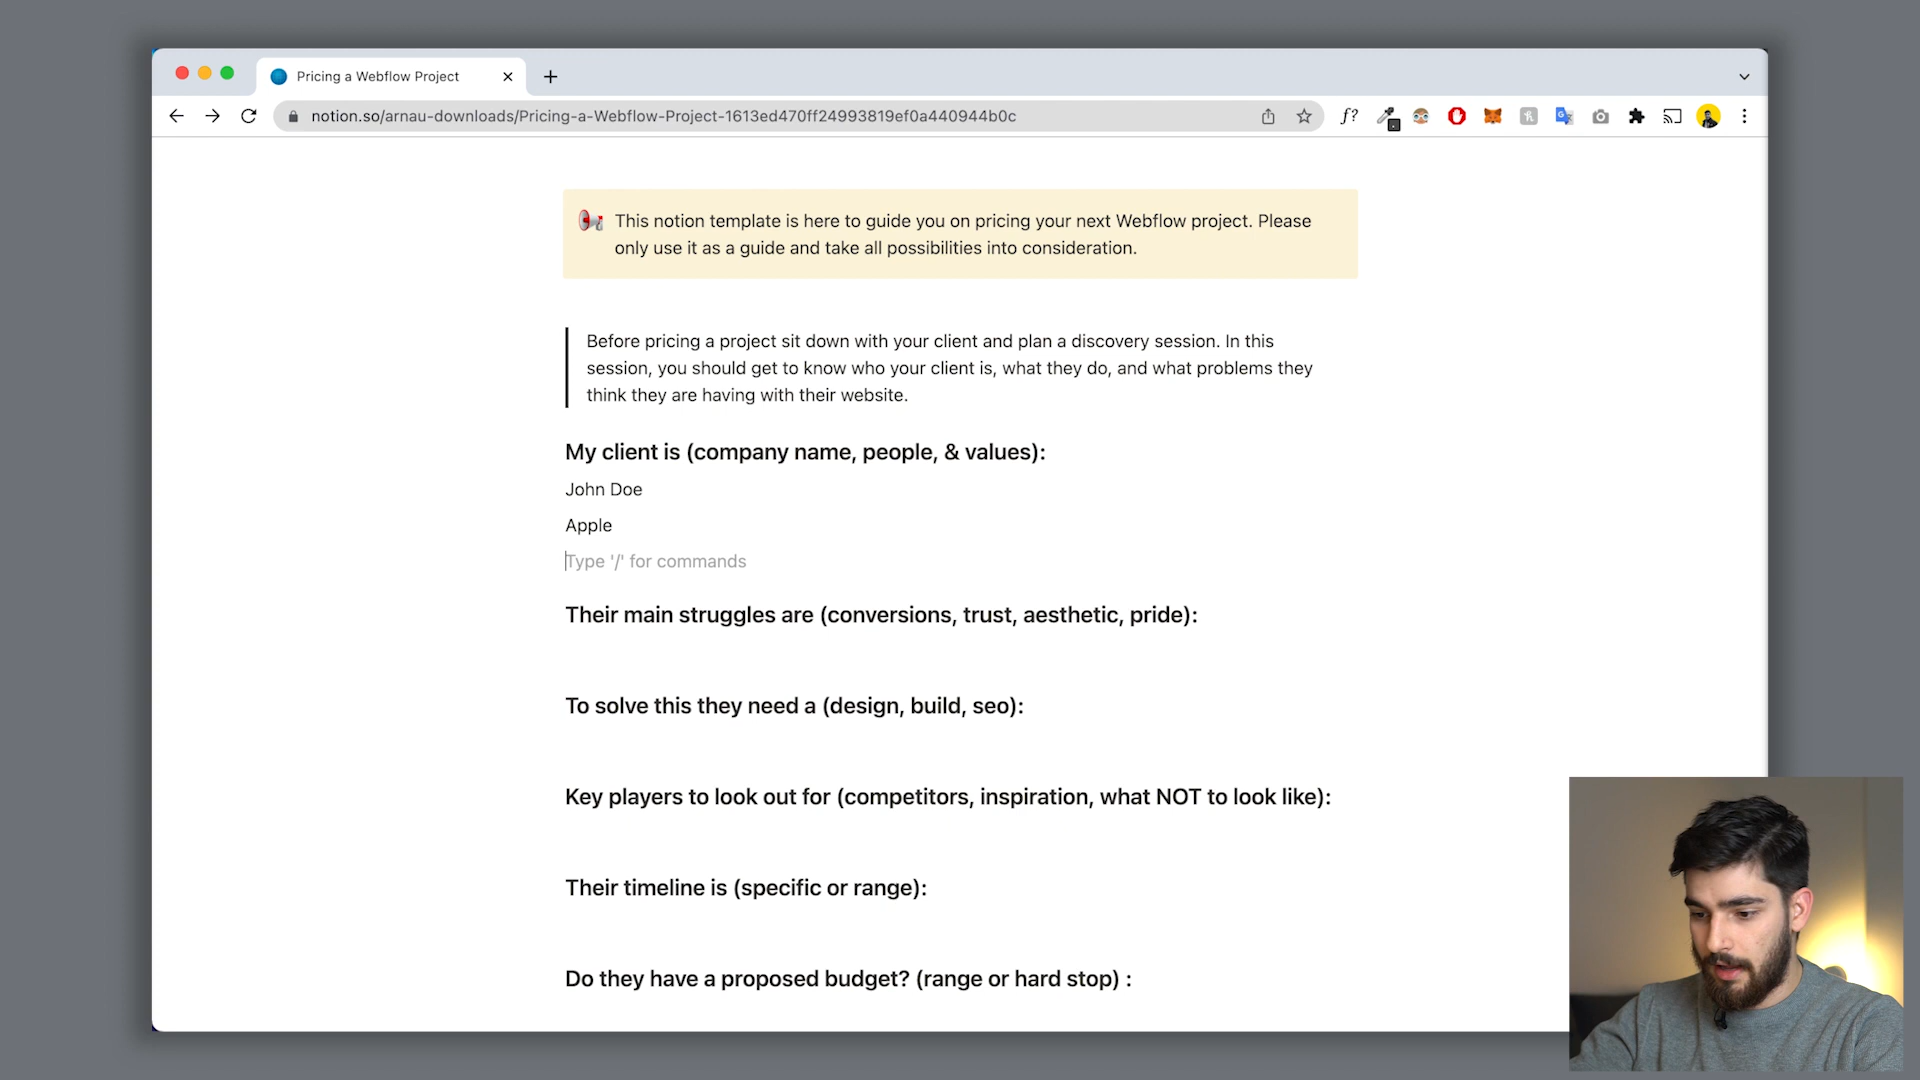 Pricing a Webflow Project
notion.so/arnau-downloads/Pricing-a-Webflow-Project-1613ed470ff24993819ef0a440944b0c
f?
This notion template is here to guide you on pricing your next Webflow project. Please
only use it as a guide and take all possibilities into consideration.
Before pricing a project sit down with your client and plan a discovery session. In this
session, you should get to know who your client is, what they do, and what problems they
think they are having with their website.
My client is (company name, people, & values):
John Doe
Apple
Type '/' for commands
Their main struggles are (conversions, trust, aesthetic, pride):
To solve this they need a (design, build, seo):
Key players to look out for (competitors, inspiration, what NOT to look like):
Their timeline is (specific or range):
Do they have a proposed budget? (range or hard stop) :